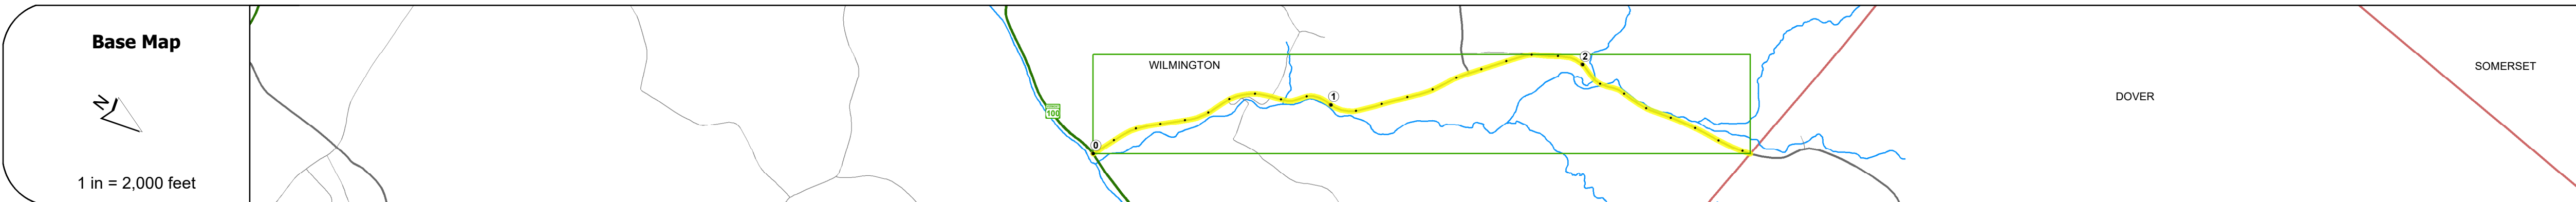 Base Map
N
1 in = 2,000 feet
100
0
WILMINGTON
1
2
DOVER
SOMERSET